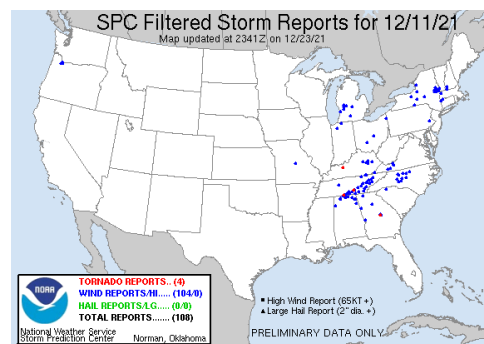 SPC Filtered Storm Reports for 12/11/21
Map updated at 2341Z on 12/23/21
NOAA
TORNADO REPORTS.. (4)
WIND REPORTS/HI..... (104/0)
HAIL REPORTS/LG..... (0/0)
TOTAL REPORTS....... (108)
National Weather Service
Storm Prediction Center Norman, Oklahoma
High Wind Report (65KT +)
Large Hail Report (2" dia. +)
PRELIMINARY DATA ONLY